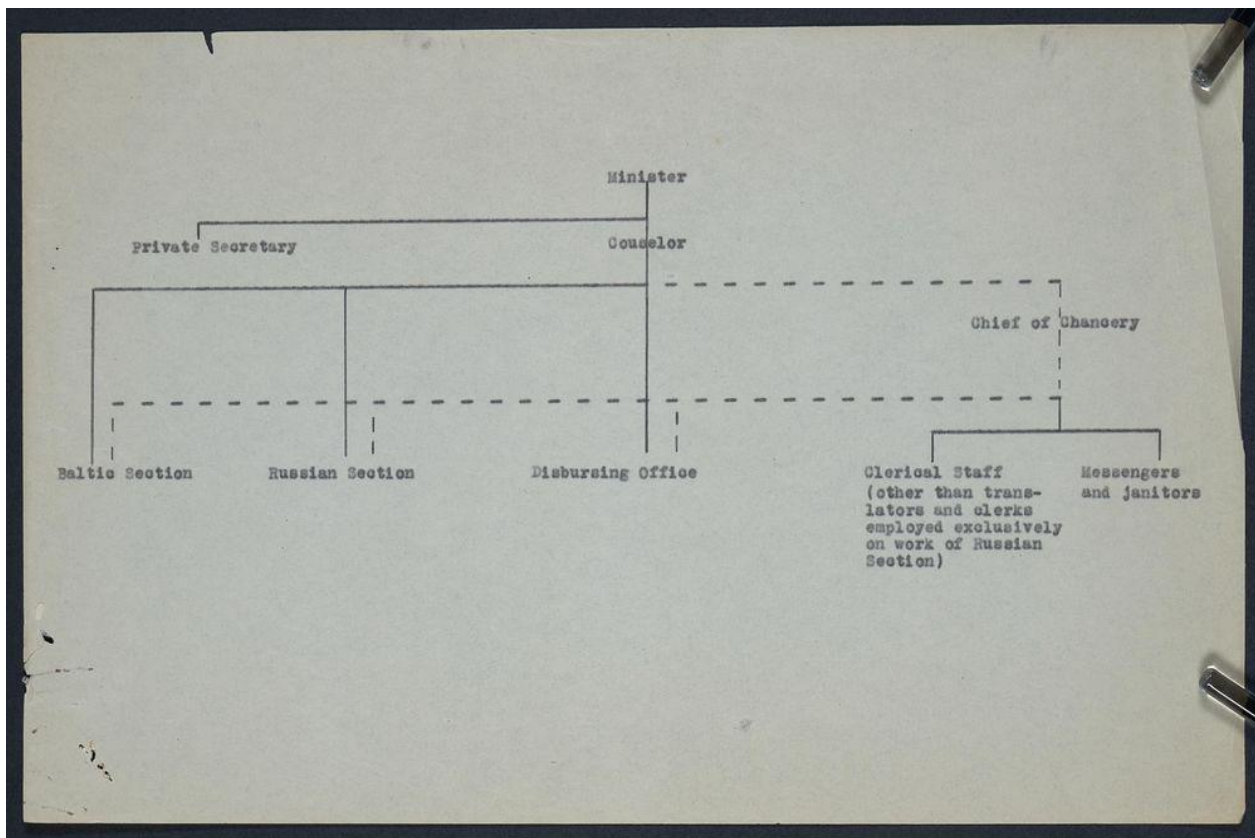 Minister
Private Secretary
Couselor
Chief of Chancery
Baltic Section
Russian Section
Disbursing Office
Clerical Staff
(other than trans-
lators and clerks
employed exclusively
on work of Russian
Section)
Messengers
and janitors